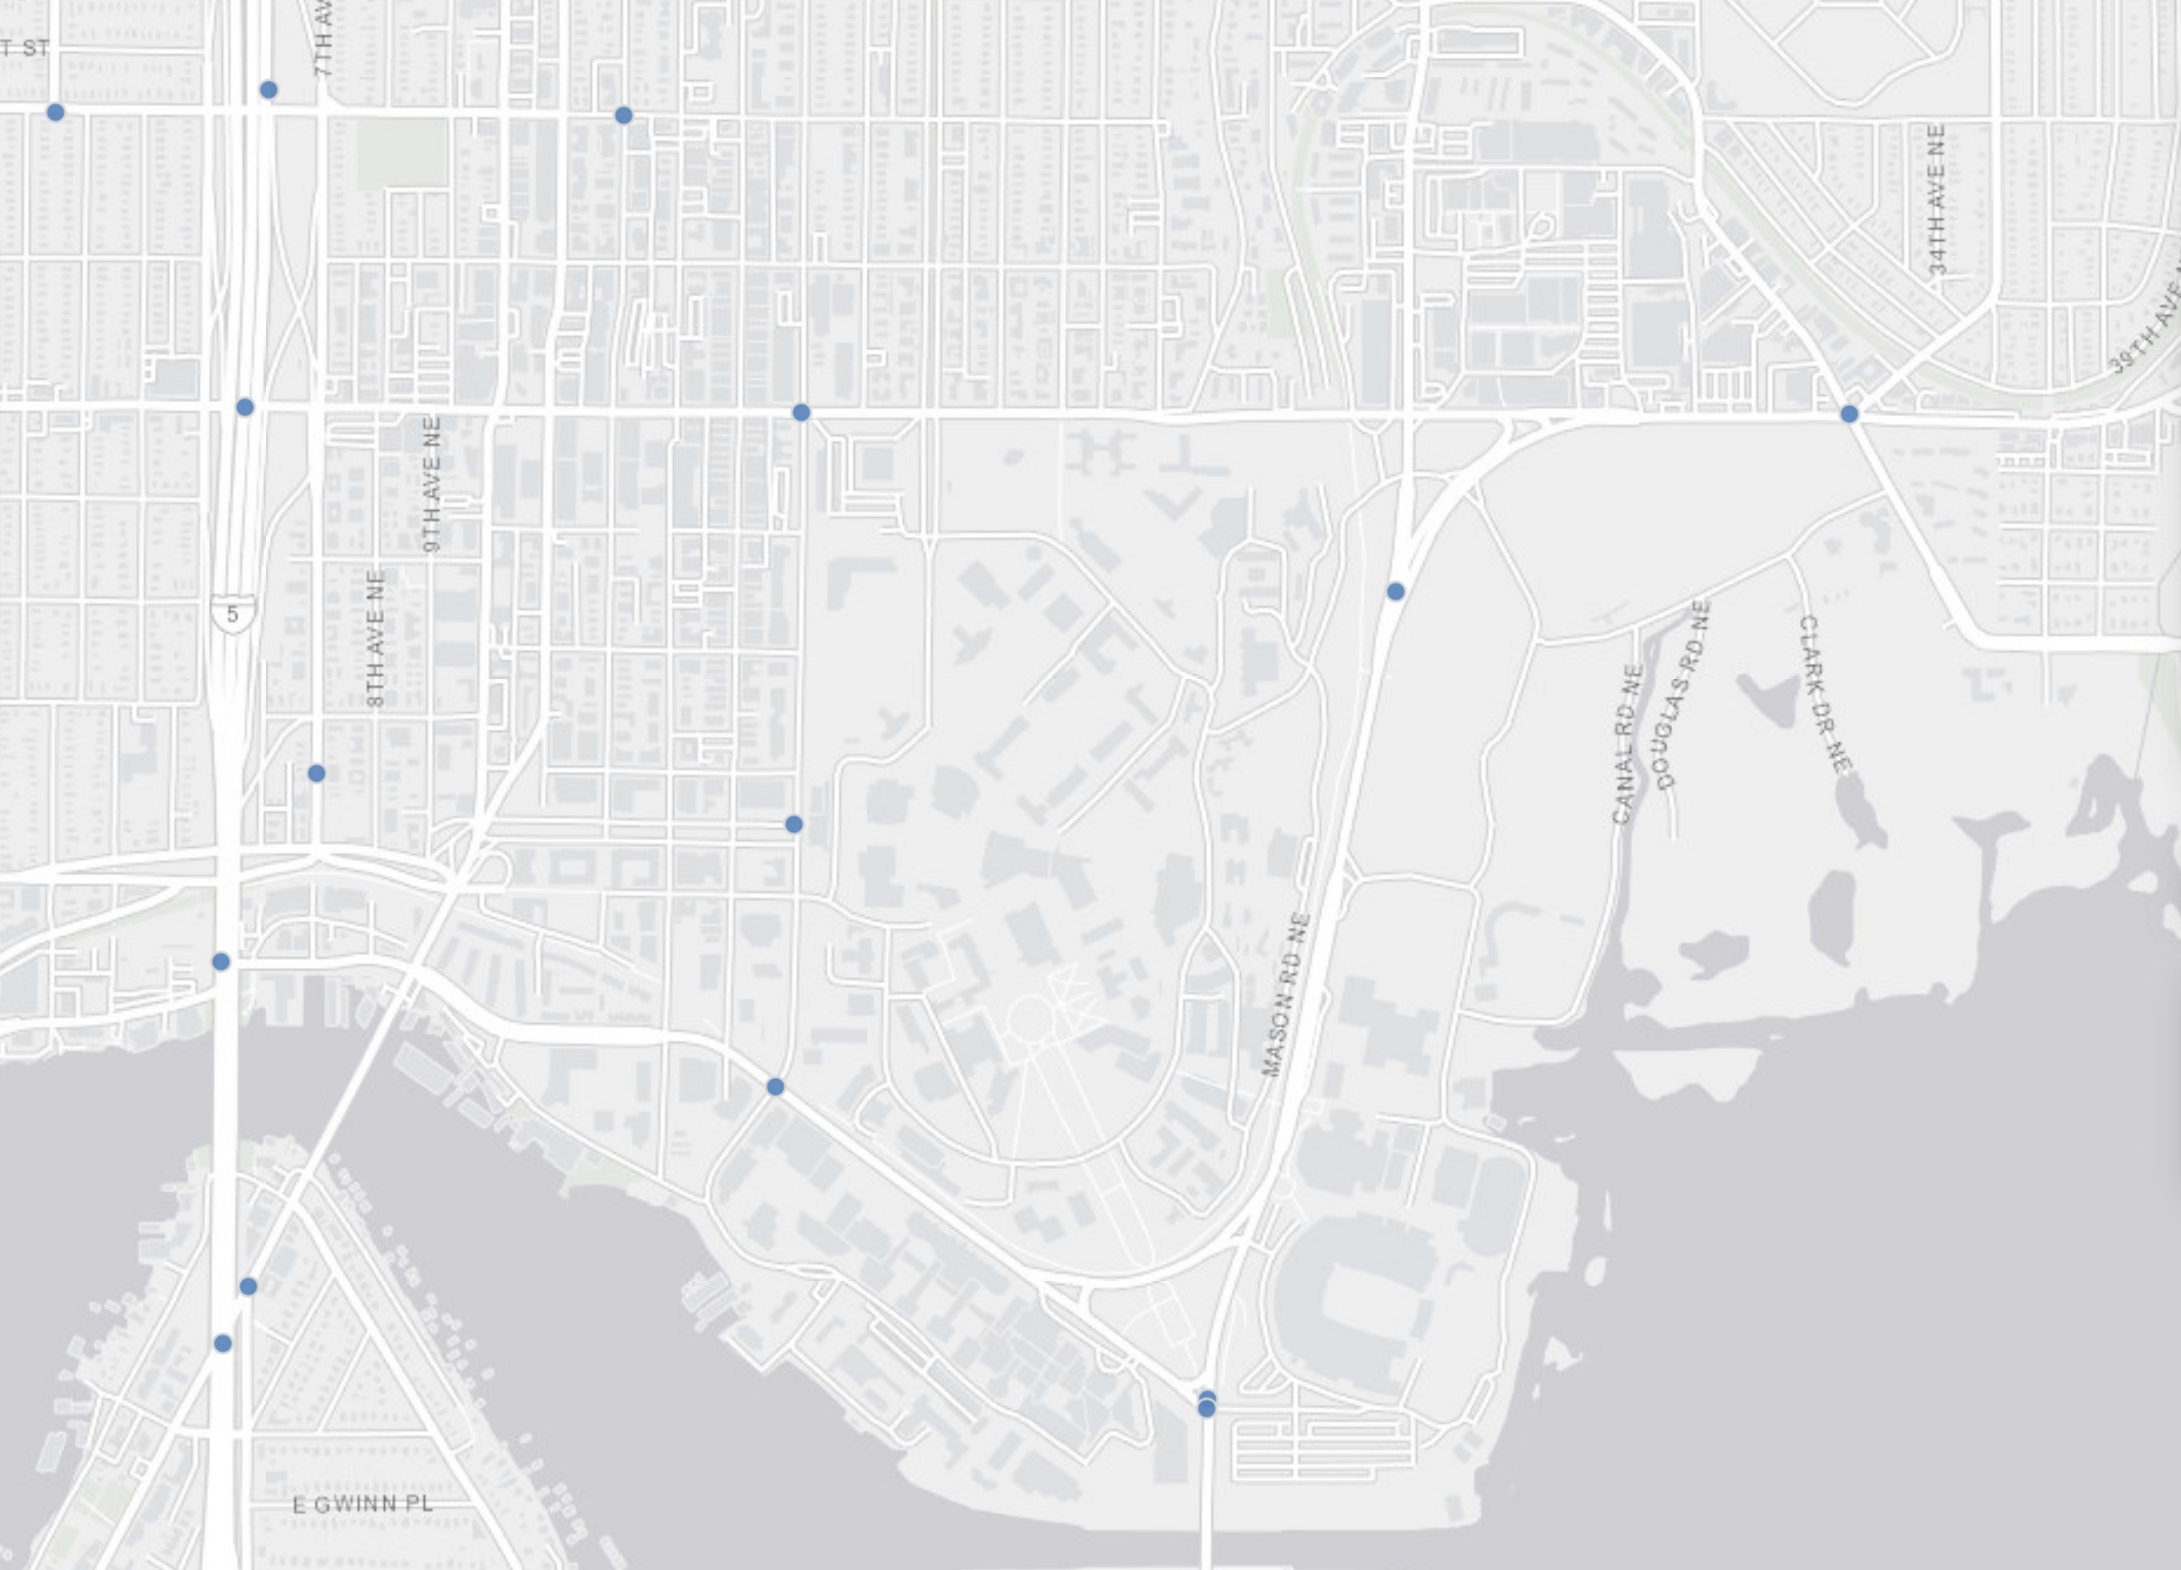 T ST
7TH AV
34TH AVE NE
39TH AVE
9TH AVE NE
5
8TH AVE NE
CANAL RD NE
DOUGLAS RD NE
CLARK DR NE
MASON RD NE
E GWINN PL